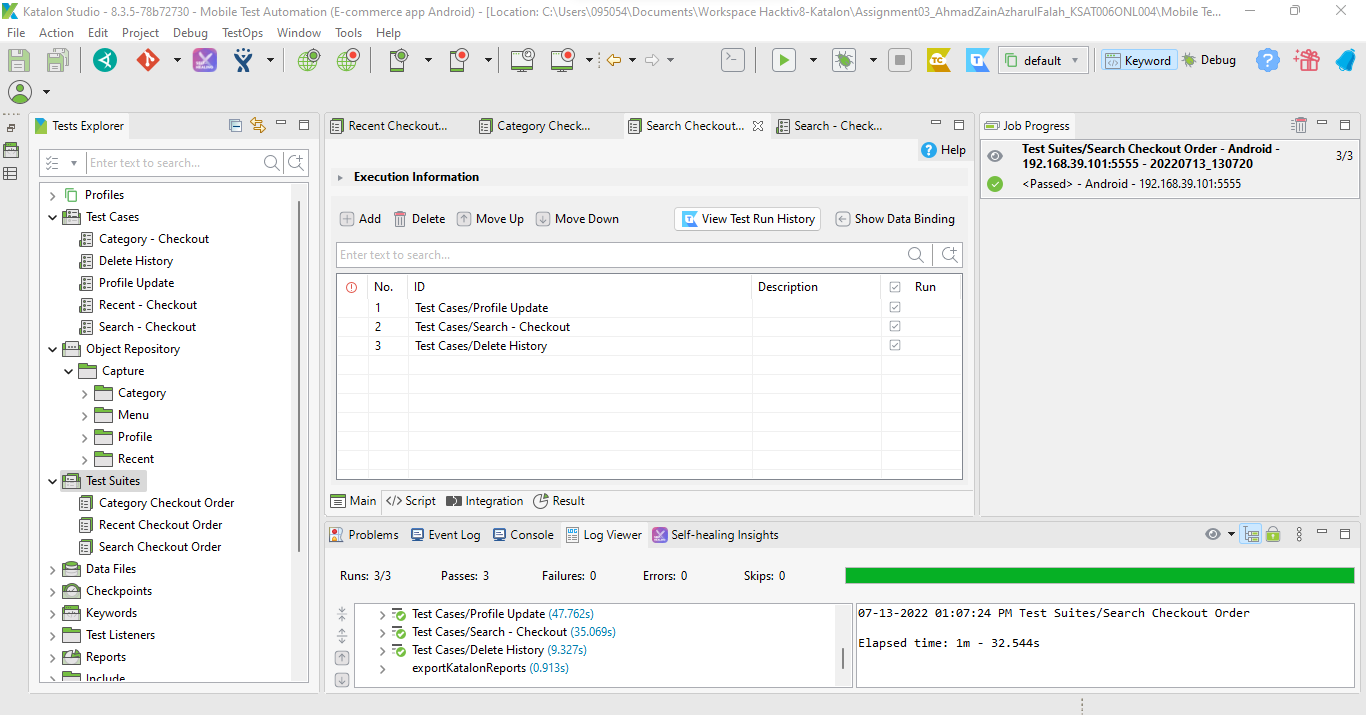 Katalon Studio - 8.3.5-78b72730 - Mobile Test Automation (E-commerce app Android) - [Location: C:\Users\095054\Documents\Workspace Hacktiv8-Katalon\Assignment03_AhmadZainAzharulFalah_KSAT006ONL004\Mobile Te...
File Action Edit Project Debug TestOps Window Tools Help
TC default Keyword Debug
Tests Explorer
Enter text to search...
Profiles
Test Cases
Category - Checkout
Delete History
Profile Update
Recent - Checkout
Search - Checkout
Object Repository
Capture
Category
Menu
Profile
Recent
Test Suites
Category Checkout Order
Recent Checkout Order
Search Checkout Order
Data Files
Checkpoints
Keywords
Test Listeners
Reports
Include
Recent Checkout... Category Check... Search Checkout... Search - Check...
Help
Execution Information
Add Delete Move Up Move Down View Test Run History Show Data Binding
Enter text to search...
No. ID Description Run
1 Test Cases/Profile Update
2 Test Cases/Search - Checkout
3 Test Cases/Delete History
Main Script Integration Result
Job Progress
Test Suites/Search Checkout Order - Android -
192.168.39.101:5555 - 20220713_130720 3/3
<Passed> - Android - 192.168.39.101:5555
Problems Event Log Console Log Viewer Self-healing Insights
Runs: 3/3 Passes: 3 Failures: 0 Errors: 0 Skips: 0
Test Cases/Profile Update (47.762s)
Test Cases/Search - Checkout (35.069s)
Test Cases/Delete History (9.327s)
exportKatalonReports (0.913s)
07-13-2022 01:07:24 PM Test Suites/Search Checkout Order
Elapsed time: 1m - 32.544s